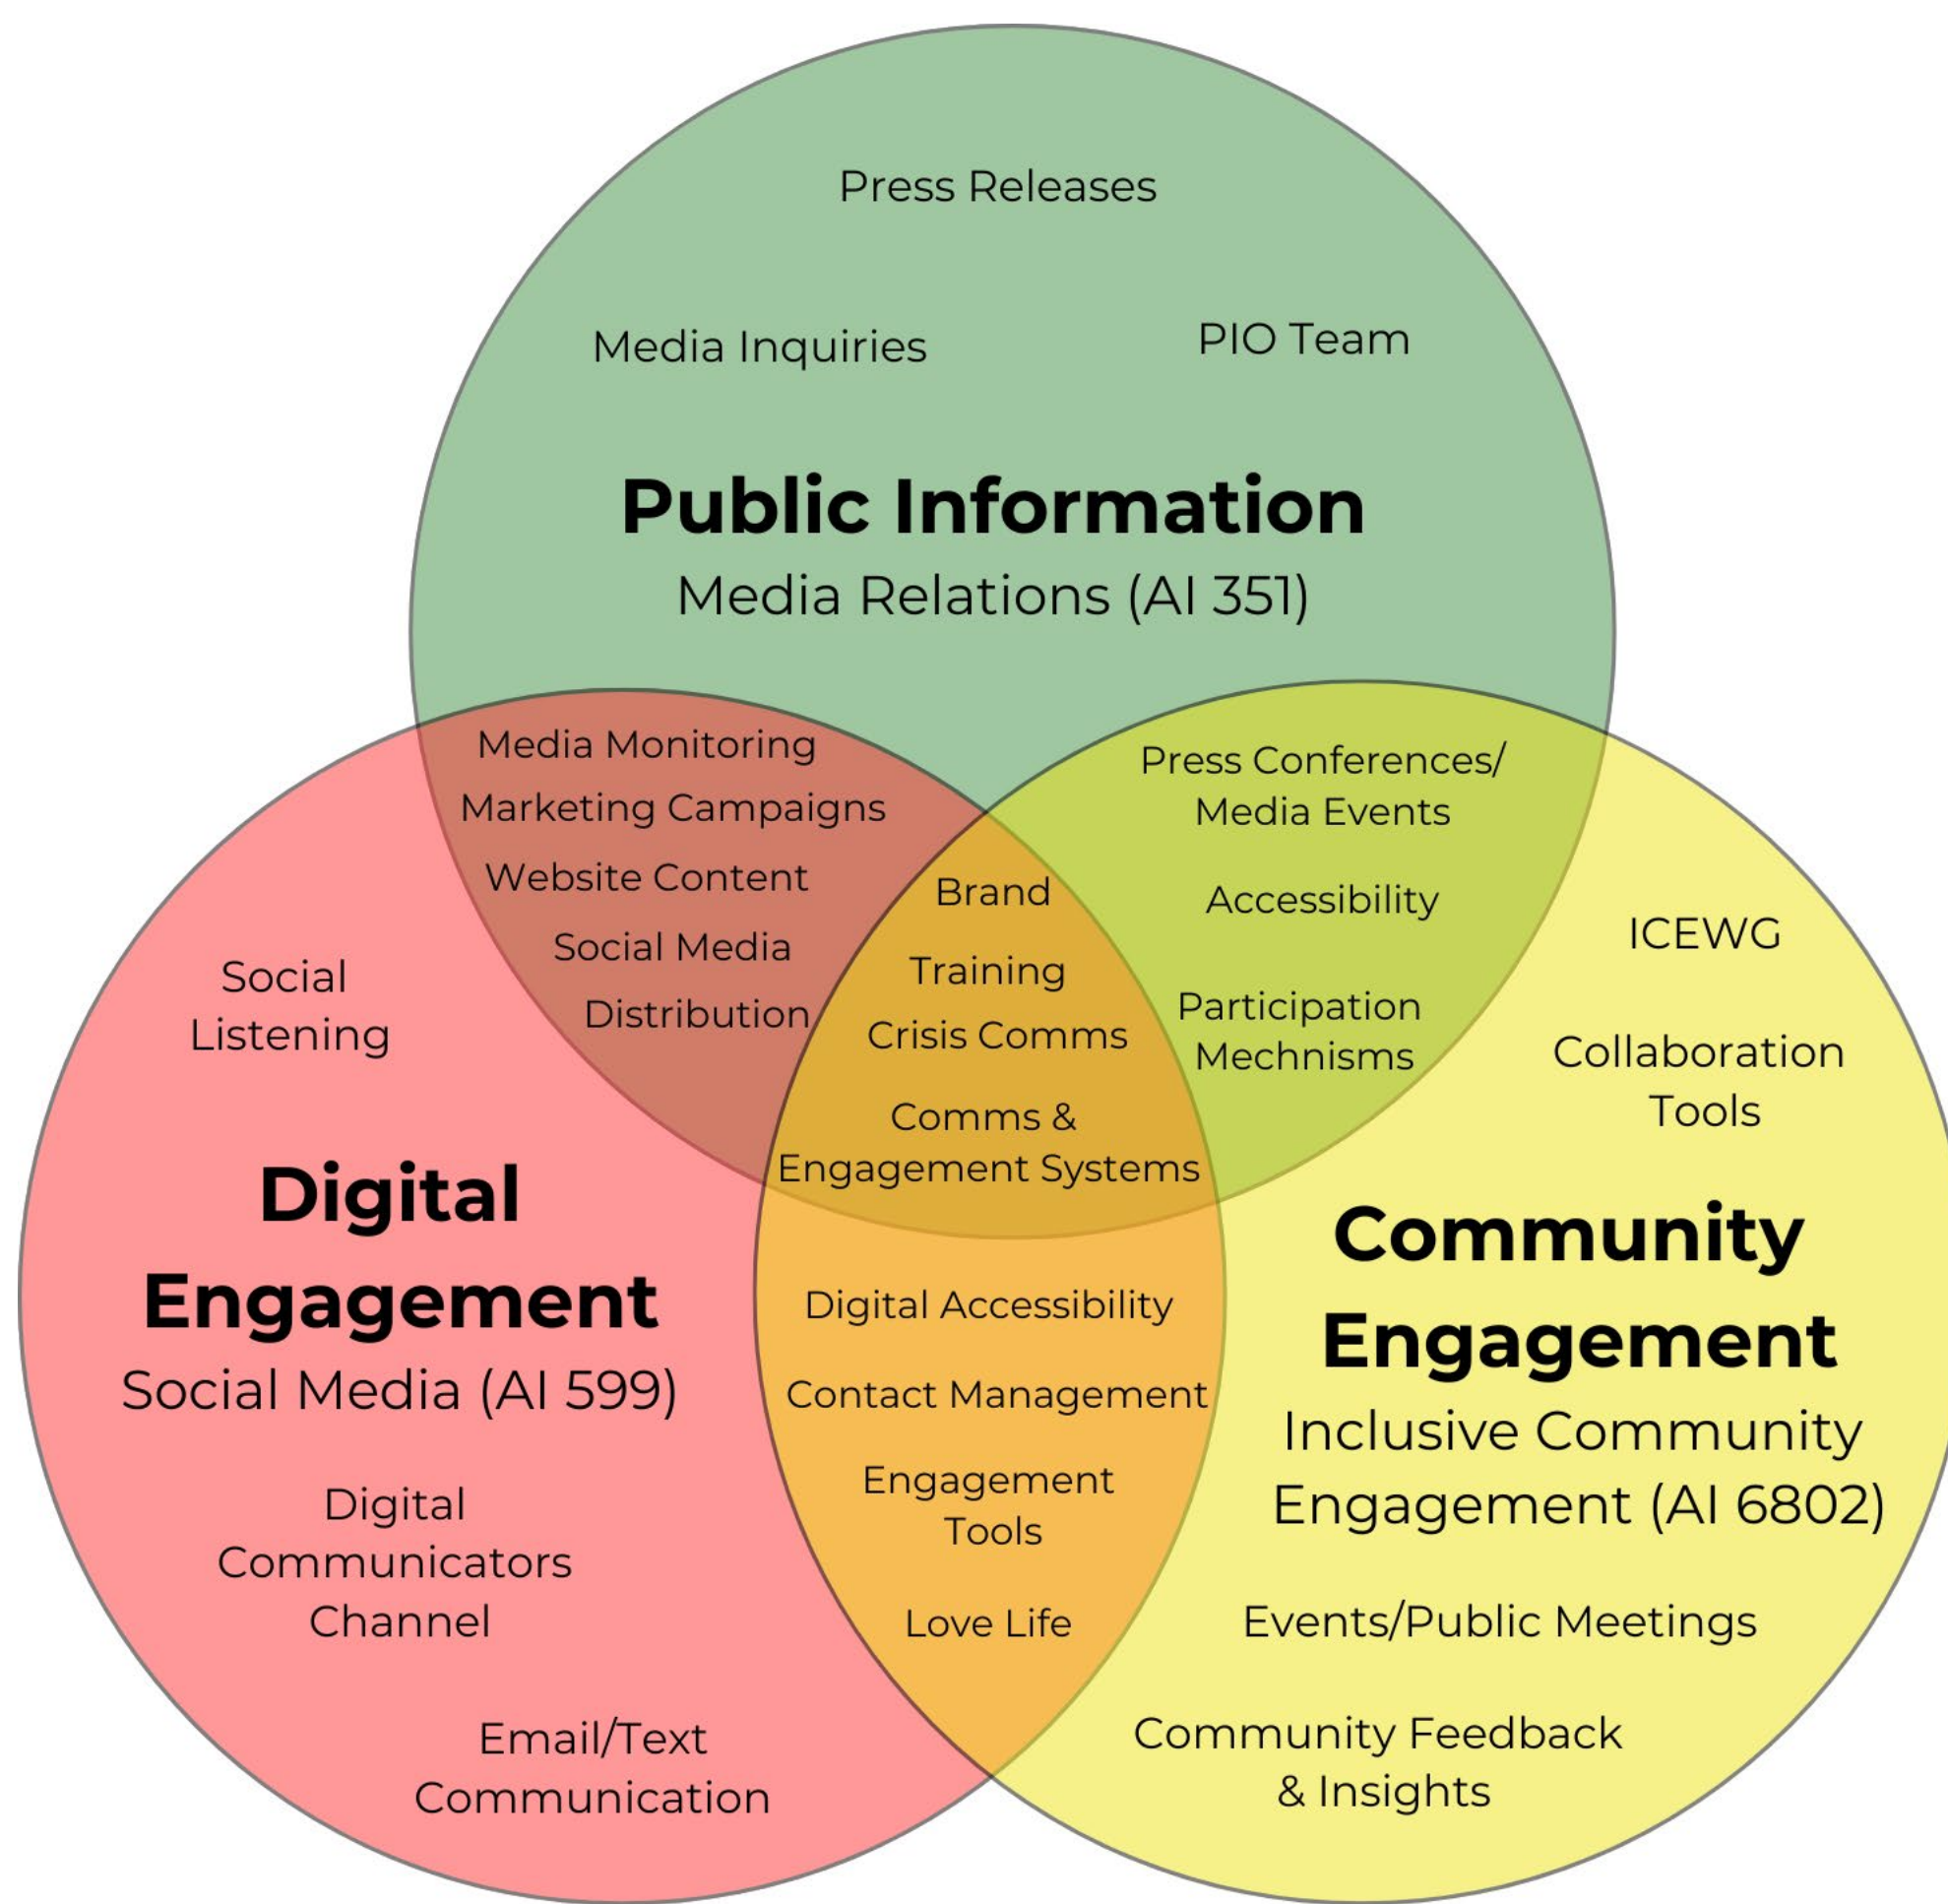 Press Releases
Media Inquiries
PIO Team
Public Information
Media Relations (AI 351)
Media Monitoring
Marketing Campaigns
Website Content
Social Media
Distribution
Press Conferences/
Media Events
Accessibility
Participation
Mechnisms
Brand
Training
Crisis Comms
Comms &
Engagement Systems
Social
Listening
Digital
Engagement
Social Media (AI 599)
Digital
Communicators
Channel
Email/Text
Communication
Digital Accessibility
Contact Management
Engagement
Tools
Love Life
ICEWG
Collaboration
Tools
Community
Engagement
Inclusive Community
Engagement (AI 6802)
Events/Public Meetings
Community Feedback
& Insights